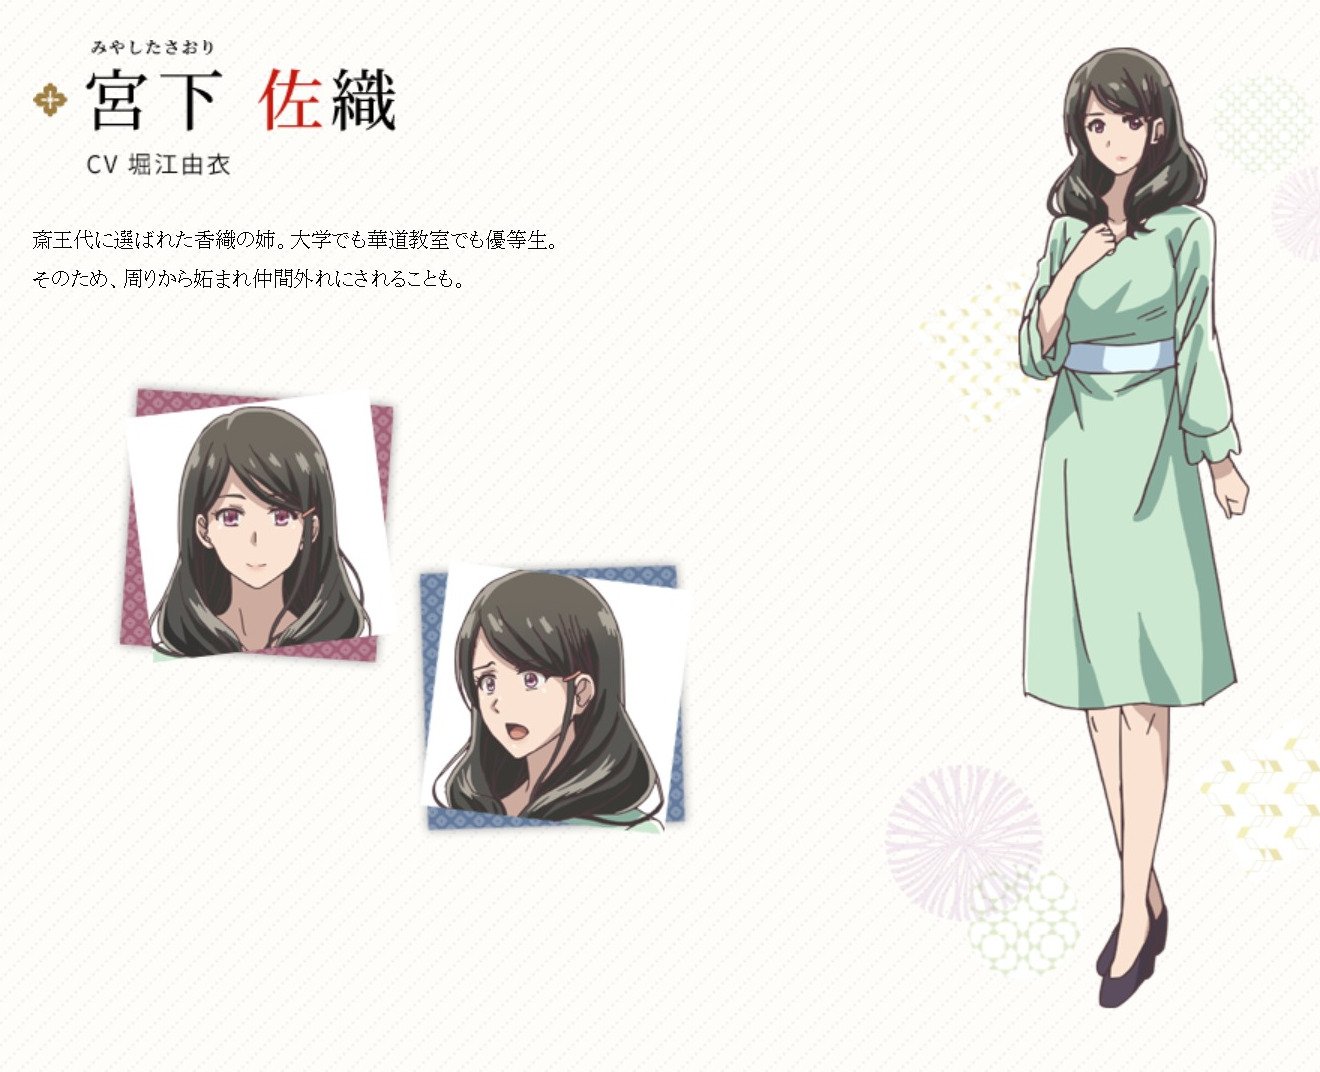 みやしたさおり
宮下 佐織
CV 堀江由衣
斎王代に選ばれた香織の姉。大学でも華道教室でも優等生。
そのため、周りから妬まれ仲間外れにされることも。